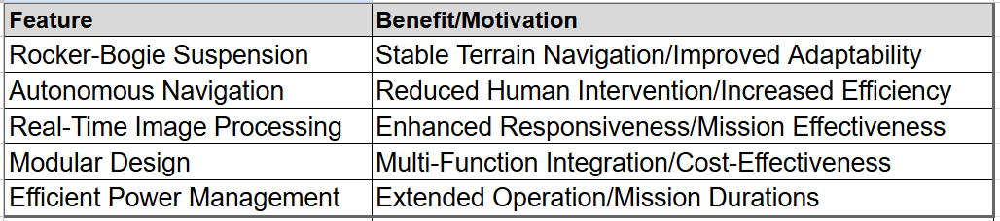 Feature Benefit/Motivation
Rocker-Bogie Suspension Stable Terrain Navigation/Improved Adaptability
Autonomous Navigation Reduced Human Intervention/Increased Efficiency
Real-Time Image Processing Enhanced Responsiveness/Mission Effectiveness
Modular Design Multi-Function Integration/Cost-Effectiveness
Efficient Power Management Extended Operation/Mission Durations